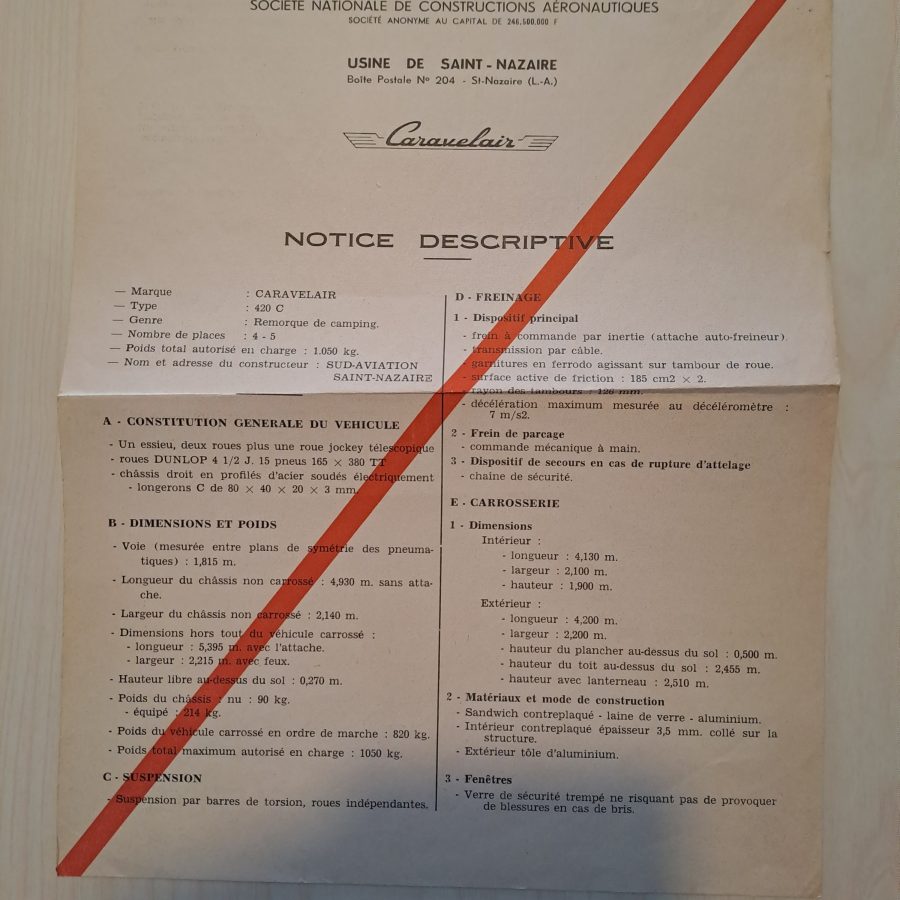 SOCIÉTÉ NATIONALE DE CONSTRUCTIONS AÉRONAUTIQUES
SOCIÉTÉ ANONYME AU CAPITAL DE 246.500.000 F
USINE DE SAINT-NAZAIRE
Boîte Postale Nº 204 - St-Nazaire (L.-A.)
Caravelair
NOTICE DESCRIPTIVE
— Marque : CARAVELAIR
— Type : 420 C
— Genre : Remorque de camping.
— Nombre de places : 4 - 5
— Poids total autorisé en charge : 1.050 kg.
— Nom et adresse du constructeur : SUD-AVIATION
SAINT-NAZAIRE
A - CONSTITUTION GENERALE DU VEHICULE
- Un essieu, deux roues plus une roue jockey télescopique
- roues DUNLOP 4 1/2 J. 15 pneus 165 × 380 TT
- châssis droit en profilés d'acier soudés électriquement
- longerons C de 80 × 40 × 20 × 3 mm.
B - DIMENSIONS ET POIDS
- Voie (mesurée entre plans de symétrie des pneuma-
tiques) : 1,815 m.
- Longueur du châssis non carrossé : 4,930 m. sans atta-
che.
- Largeur du châssis non carrossé : 2,140 m.
- Dimensions hors tout du véhicule carrossé :
- longueur : 5,395 m. avec l'attache.
- largeur : 2,215 m. avec feux.
- Hauteur libre au-dessus du sol : 0,270 m.
- Poids du châssis : nu : 90 kg.
- équipé : 214 kg.
- Poids du véhicule carrossé en ordre de marche : 820 kg.
- Poids total maximum autorisé en charge : 1050 kg.
C - SUSPENSION
- Suspension par barres de torsion, roues indépendantes.
D - FREINAGE
1 - Dispositif principal
- frein à commande par inertie (attache auto-freineur).
- transmission par câble.
- garnitures en ferrodo agissant sur tambour de roue.
- surface active de friction : 185 cm2 × 2.
- rayon des tambours : 126 mm.
- décélération maximum mesurée au décéléromètre :
7 m/s2.
2 - Frein de parcage
- commande mécanique à main.
3 - Dispositif de secours en cas de rupture d'attelage
- chaîne de sécurité.
E - CARROSSERIE
1 - Dimensions
Intérieur :
- longueur : 4,130 m.
- largeur : 2,100 m.
- hauteur : 1,900 m.
Extérieur :
- longueur : 4,200 m.
- largeur : 2,200 m.
- hauteur du plancher au-dessus du sol : 0,500 m.
- hauteur du toit au-dessus du sol : 2,455 m.
- hauteur avec lanterneau : 2,510 m.
2 - Matériaux et mode de construction
- Sandwich contreplaqué - laine de verre - aluminium.
- Intérieur contreplaqué épaisseur 3,5 mm. collé sur la
structure.
- Extérieur tôle d'aluminium.
3 - Fenêtres
- Verre de sécurité trempé ne risquant pas de provoquer
de blessures en cas de bris.